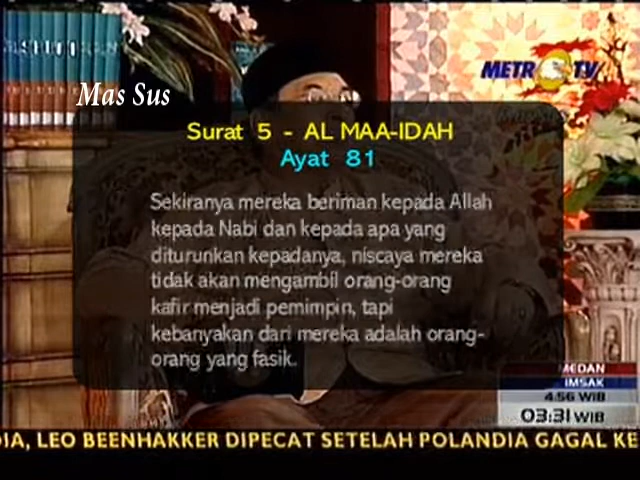 Mas Sus
METRO TV
Surat 5 - AL MAA-IDAH
Ayat 81
Sekiranya mereka beriman kepada Allah
kepada Nabi dan kepada apa yang
diturunkan kepadanya, niscaya mereka
tidak akan mengambil orang-orang
kafir menjadi pemimpin, tapi
kebanyakan dari mereka adalah orang-
orang yang fasik.
MEDAN
IMSAK
4:56 WIB
03:31 WIB
DIA, LEO BEENHAKKER DIPECAT SETELAH POLANDIA GAGAL KE